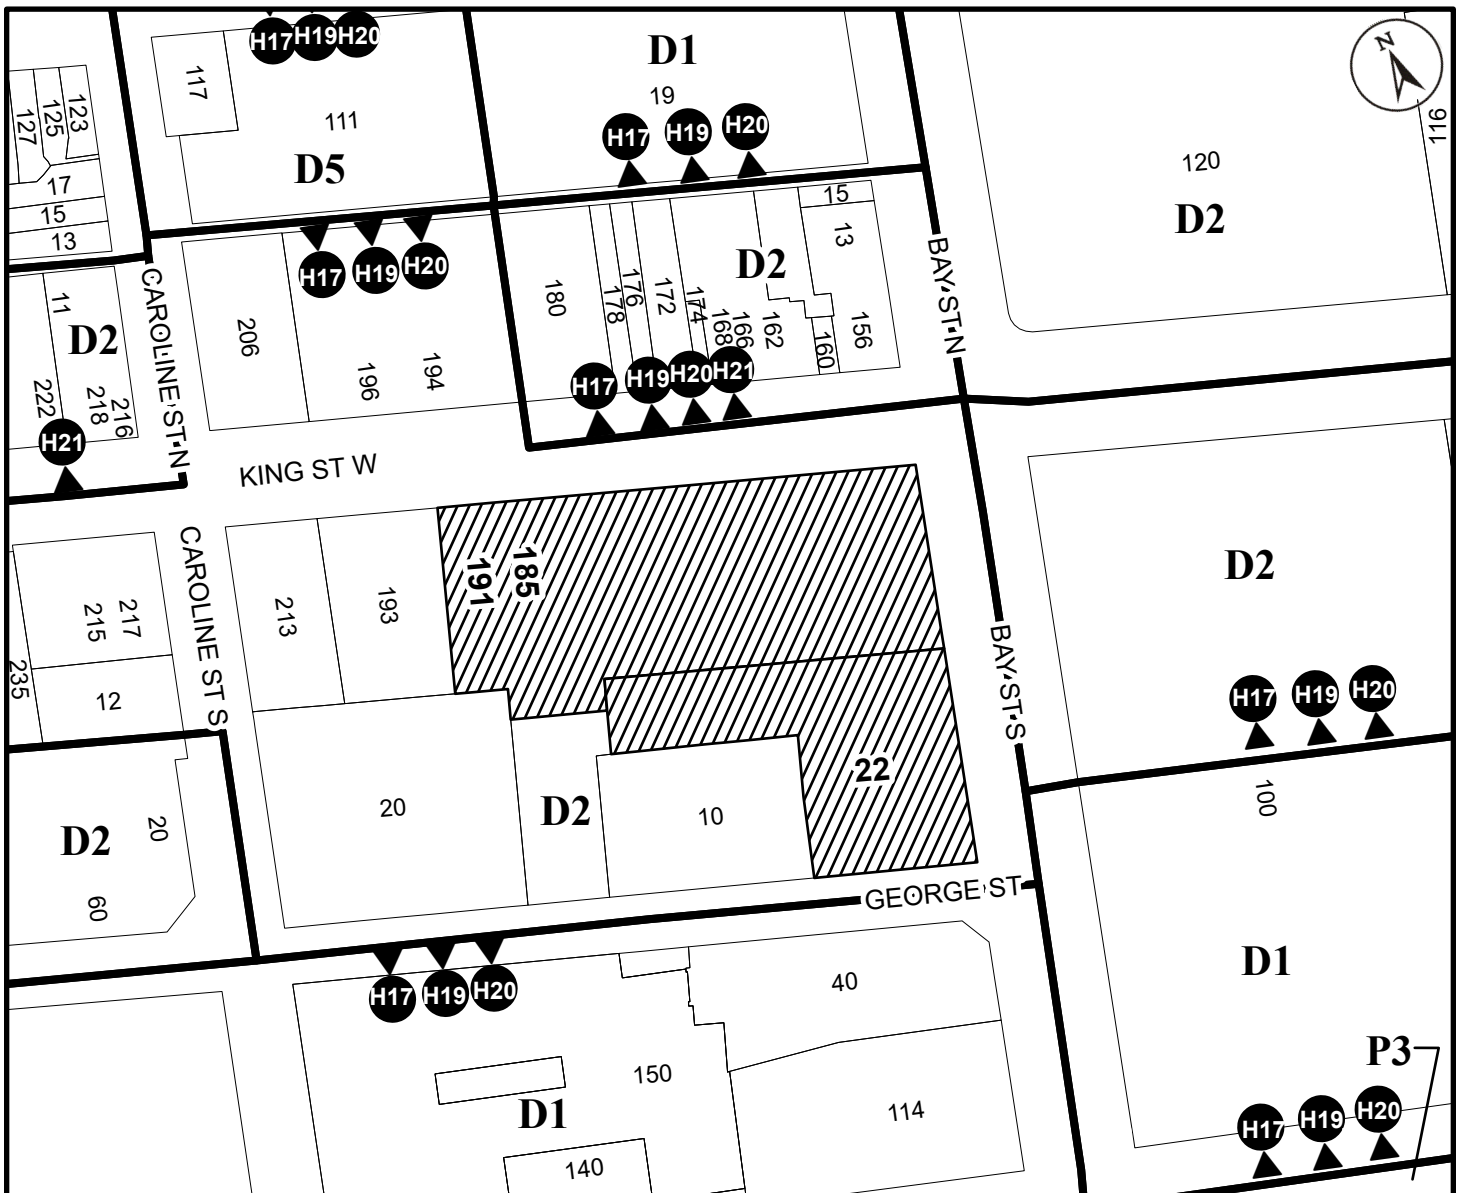 H17 H19 H20
D1
N
117
111
D5
19
H17 H19 H20
116
120
D2
127
125
123
17
15
13
15
13
D2
BAY ST N
H17 H19 H20
CAROLINE ST N
11
D2
222
218
216
206
196
194
180
178
176
172
174
168
166
162
160
156
H17 H19 H20 H21
H21
KING ST W
CAROLINE ST S
213
193
191
185
D2
217
215
235
12
BAY ST S
H17 H19 H20
22
100
20
D2
10
D2
20
60
GEORGE ST
D1
H17 H19 H20
40
150
P3
D1
114
H17 H19 H20
140